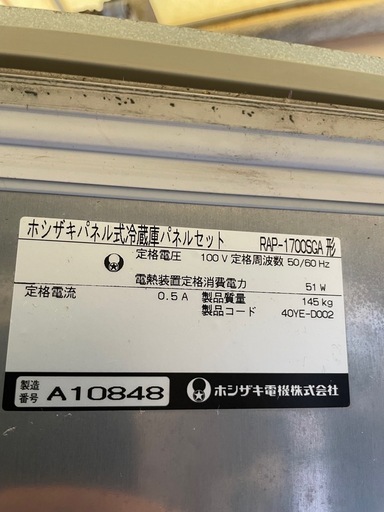 ホシザキパネル式冷蔵庫パネルセット RAP-1700SGA 形
定格電圧 100V 定格周波数 50/60 Hz
電熱装置定格消費電力 51 W
定格電流 0.5 A 製品質量 145 kg
製品コード 40YE-D002
製造番号 A10848 ホシザキ電機株式会社